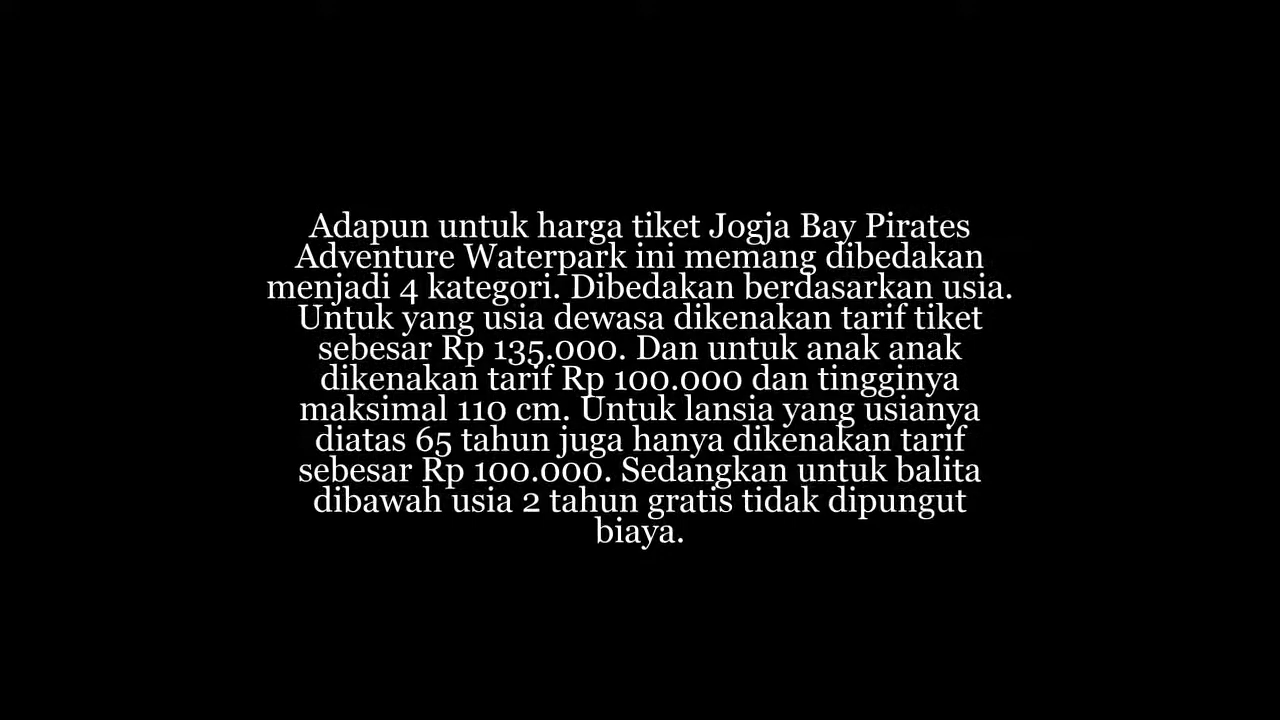 Adapun untuk harga tiket Jogja Bay Pirates
Adventure Waterpark ini memang dibedakan
menjadi 4 kategori. Dibedakan berdasarkan usia.
Untuk yang usia dewasa dikenakan tarif tiket
sebesar Rp 135.000. Dan untuk anak anak
dikenakan tarif Rp 100.000 dan tingginya
maksimal 110 cm. Untuk lansia yang usianya
diatas 65 tahun juga hanya dikenakan tarif
sebesar Rp 100.000. Sedangkan untuk balita
dibawah usia 2 tahun gratis tidak dipungut
biaya.